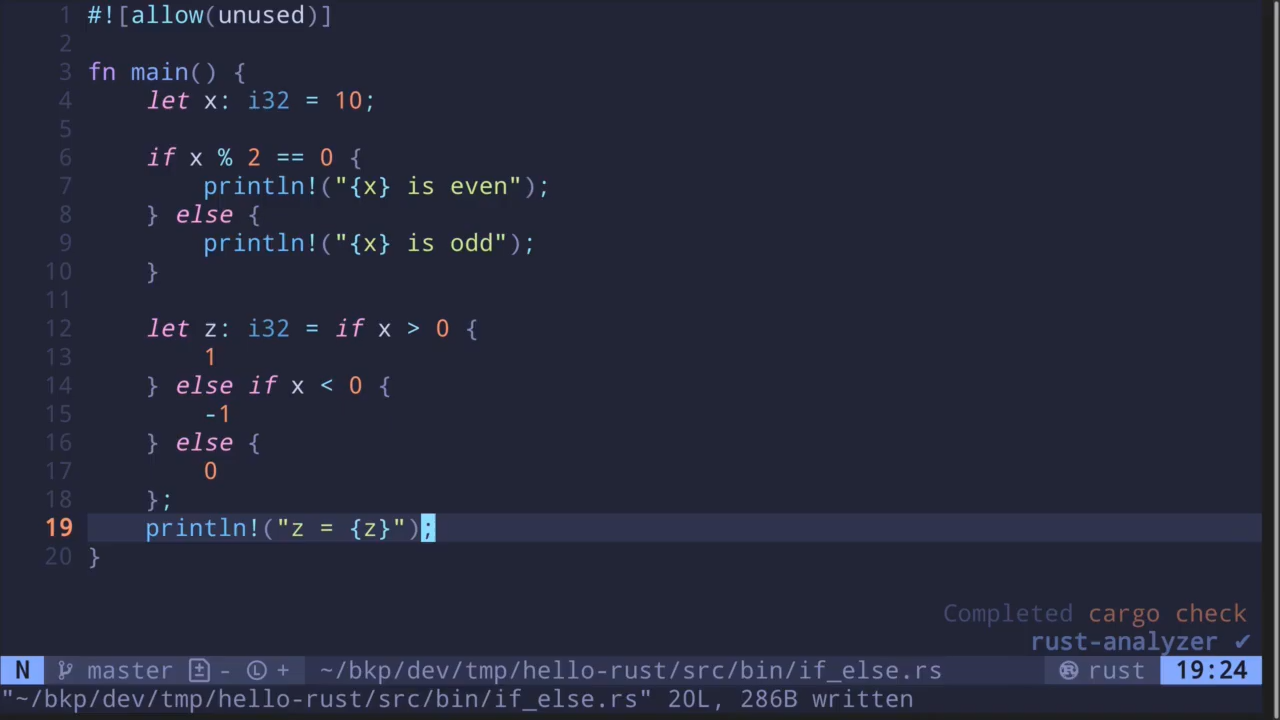 1 #![allow(unused)]
2
3 fn main() {
4     let x: i32 = 10;
5
6     if x % 2 == 0 {
7         println!("{x} is even");
8     } else {
9         println!("{x} is odd");
10     }
11
12     let z: i32 = if x > 0 {
13         1
14     } else if x < 0 {
15         -1
16     } else {
17         0
18     };
19     println!("z = {z}");
20 }
Completed cargo check
rust-analyzer ✔
N master - Ⓛ + ~/bkp/dev/tmp/hello-rust/src/bin/if_else.rs rust 19:24
"~/bkp/dev/tmp/hello-rust/src/bin/if_else.rs" 20L, 286B written